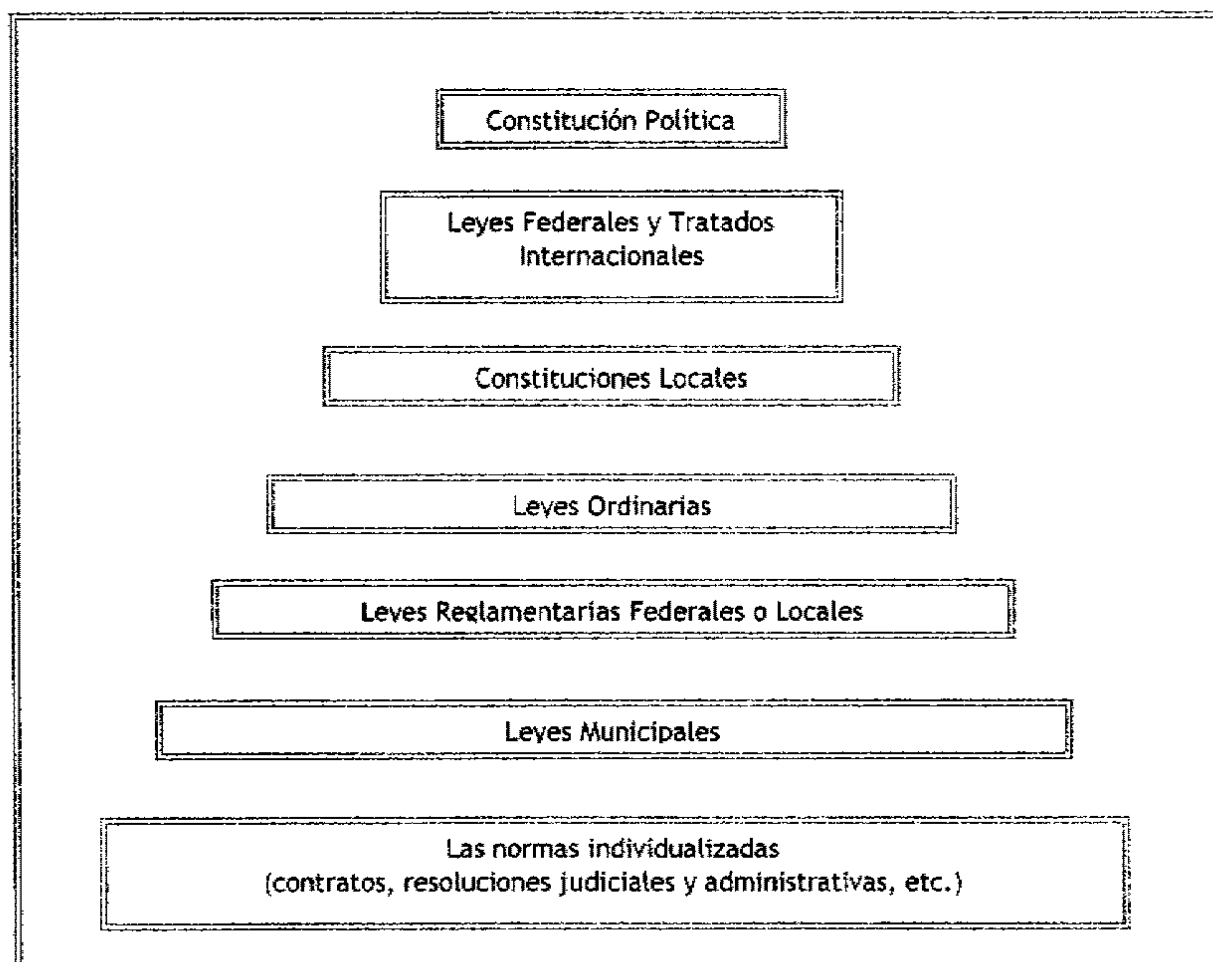 Constitución Política
Leyes Federales y Tratados
Internacionales
Constituciones Locales
Leyes Ordinarias
Leyes Reglamentarias Federales o Locales
Leyes Municipales
Las normas individualizadas
(contratos, resoluciones judiciales y administrativas, etc.)